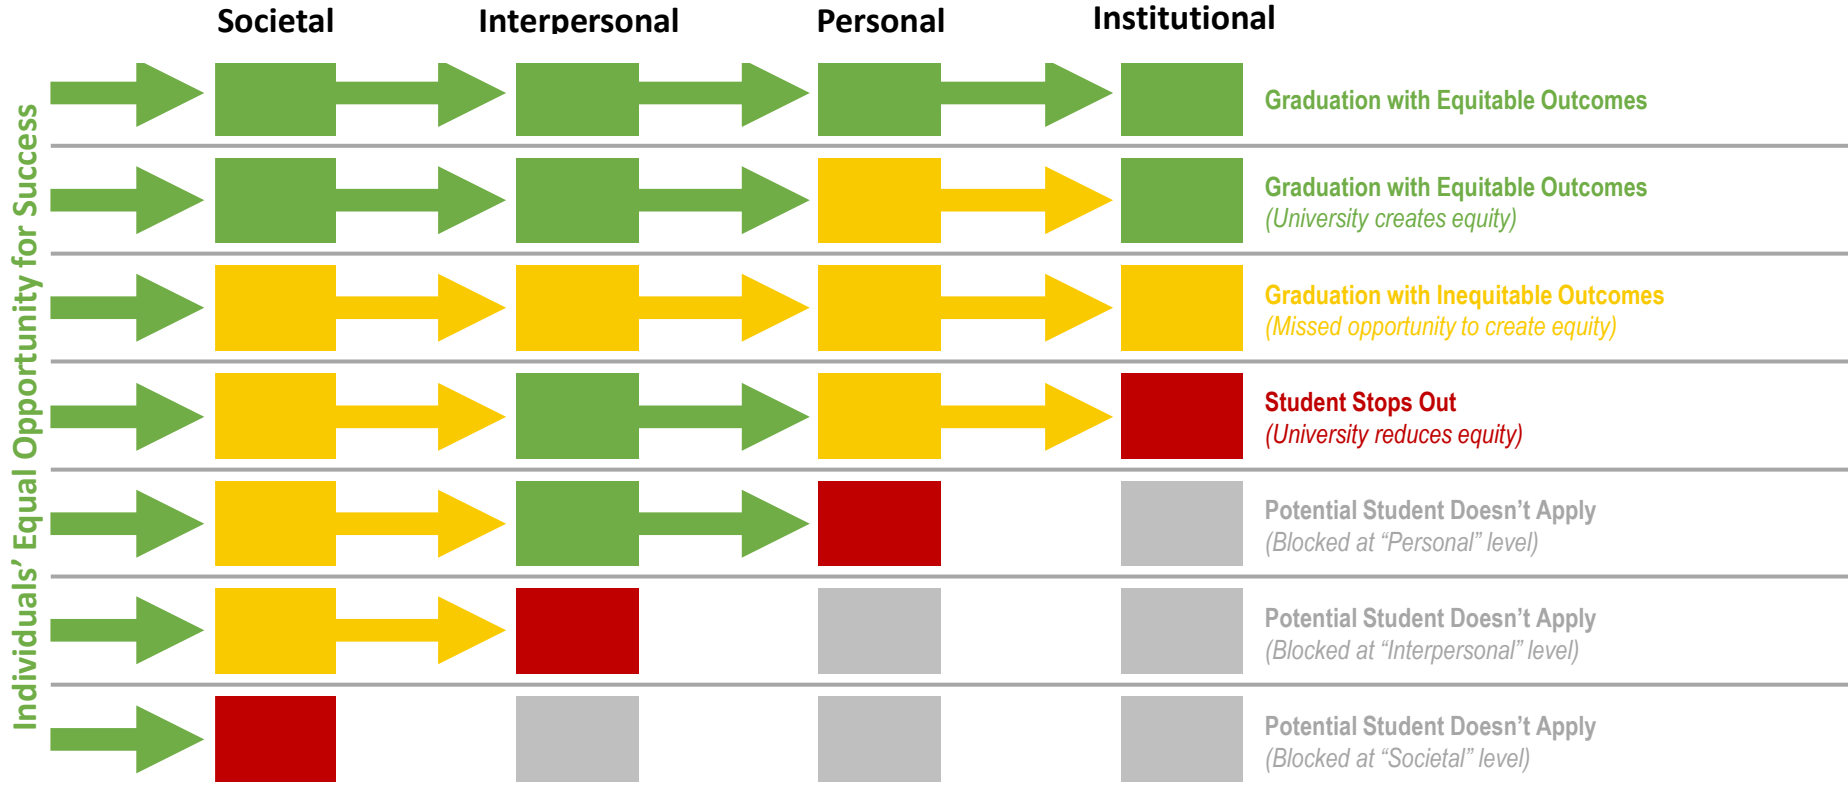 Societal Interpersonal Personal Institutional
Individuals’ Equal Opportunity for Success
Graduation with Equitable Outcomes
Graduation with Equitable Outcomes
(University creates equity)
Graduation with Inequitable Outcomes
(Missed opportunity to create equity)
Student Stops Out
(University reduces equity)
Potential Student Doesn’t Apply
(Blocked at “Personal” level)
Potential Student Doesn’t Apply
(Blocked at “Interpersonal” level)
Potential Student Doesn’t Apply
(Blocked at “Societal” level)